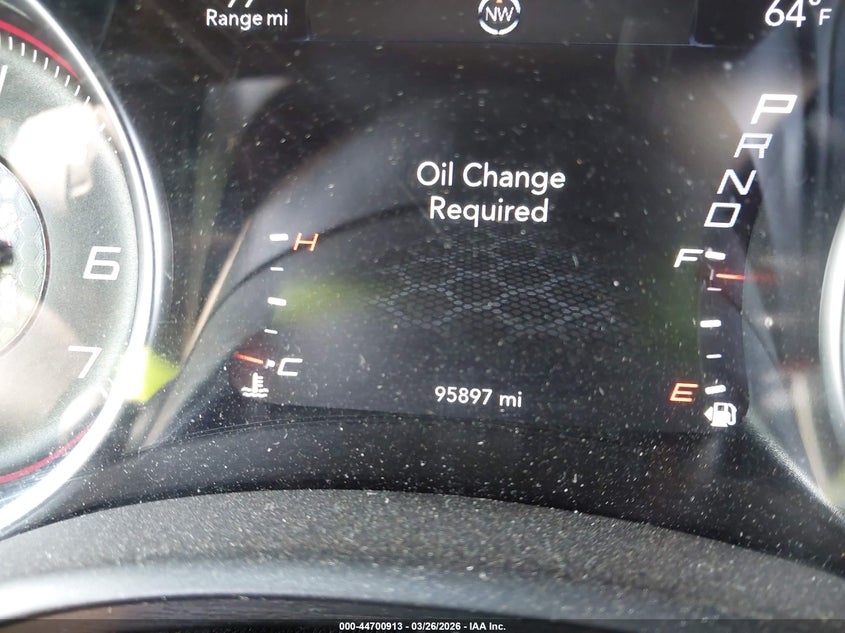 Range mi
NW
64°F
P
R
N
D
Oil Change
Required
H
F
6
7
C
E
95897 mi
000-44700913 - 03/26/2026 - IAA Inc.